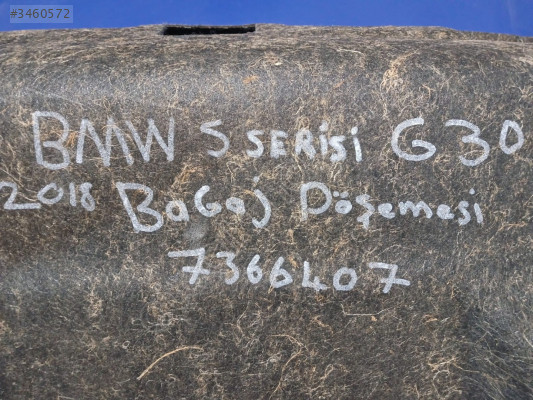 #3460572
BMW 5 SERiSi G30
2018 BaGaj Döşemesi
7366407